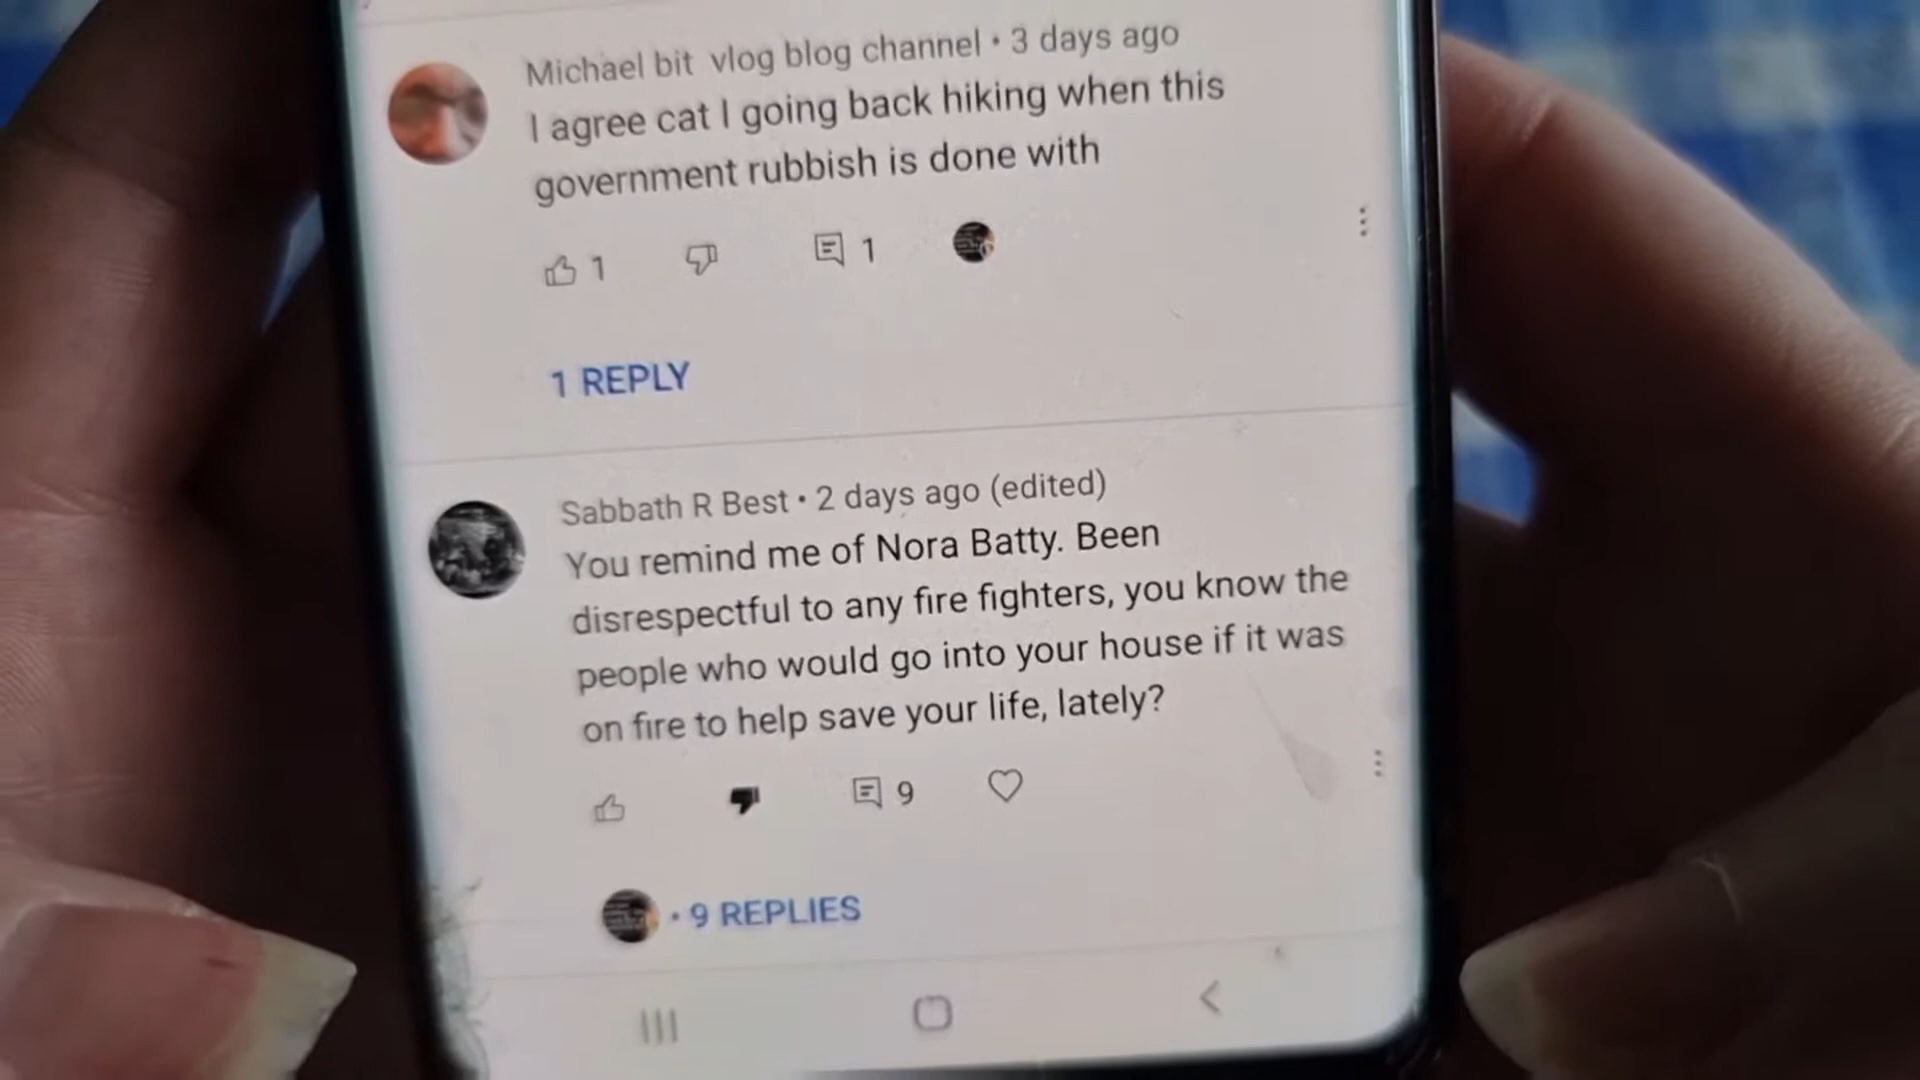 Michael bit vlog blog channel • 3 days ago
I agree cat I going back hiking when this
government rubbish is done with
1
1
1 REPLY
Sabbath R Best • 2 days ago (edited)
You remind me of Nora Batty. Been
disrespectful to any fire fighters, you know the
people who would go into your house if it was
on fire to help save your life, lately?
9
• 9 REPLIES